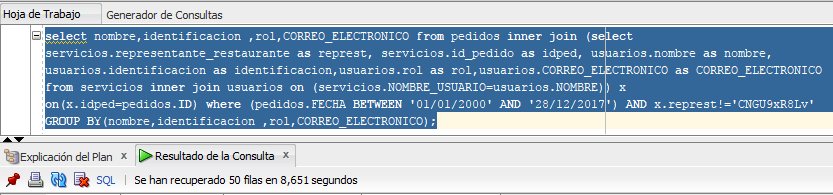 Hoja de Trabajo Generador de Consultas
select nombre,identificacion ,rol,CORREO_ELECTRONICO from pedidos inner join (select
servicios.representante_restaurante as represt, servicios.id_pedido as idped, usuarios.nombre as nombre,
usuarios.identificacion as identificacion,usuarios.rol as rol,usuarios.CORREO_ELECTRONICO as CORREO_ELECTRONICO
from servicios inner join usuarios on (servicios.NOMBRE_USUARIO=usuarios.NOMBRE)) x
on(x.idped=pedidos.ID) where (pedidos.FECHA BETWEEN '01/01/2000' AND '28/12/2017') AND x.represt!='CNGU9xR8Lv'
GROUP BY(nombre,identificacion ,rol,CORREO_ELECTRONICO);
Explicación del Plan x Resultado de la Consulta x
SQL | Se han recuperado 50 filas en 8,651 segundos